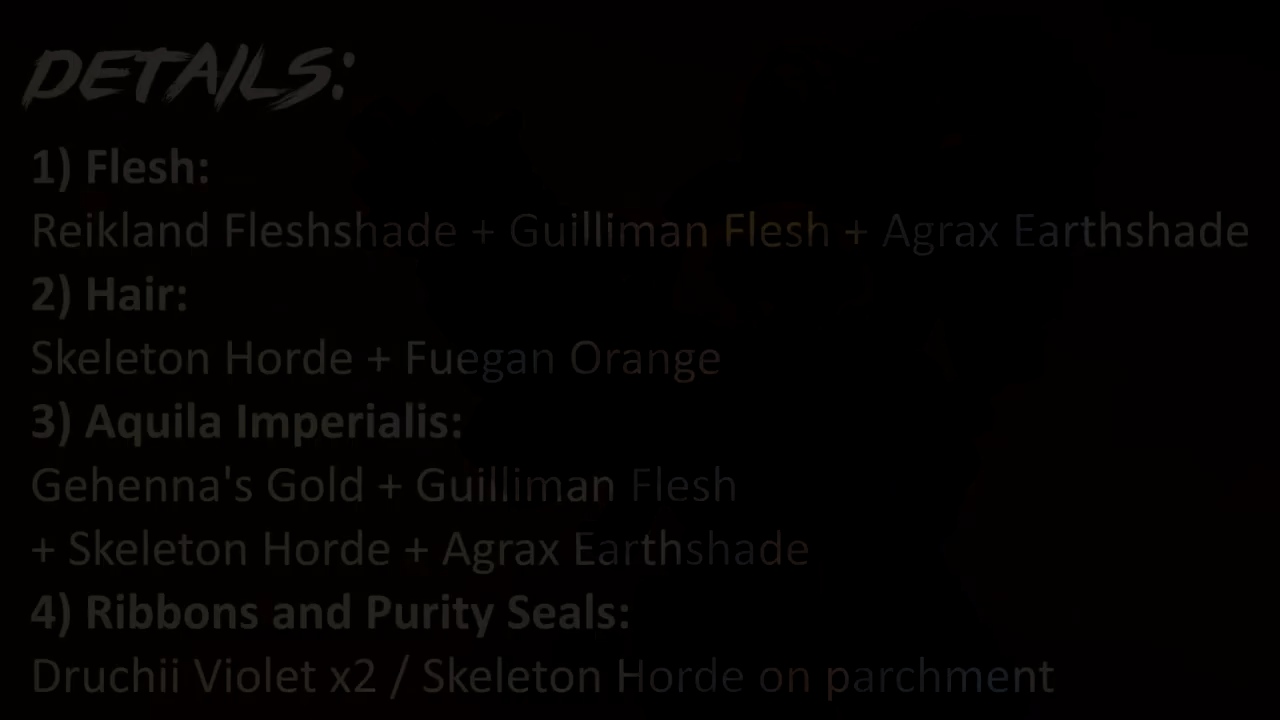 DETAILS:
1) Flesh:
Reikland Fleshshade + Guilliman Flesh + Agrax Earthshade
2) Hair:
Skeleton Horde + Fuegan Orange
3) Aquila Imperialis:
Gehenna's Gold + Guilliman Flesh
+ Skeleton Horde + Agrax Earthshade
4) Ribbons and Purity Seals:
Druchii Violet x2 / Skeleton Horde on parchment